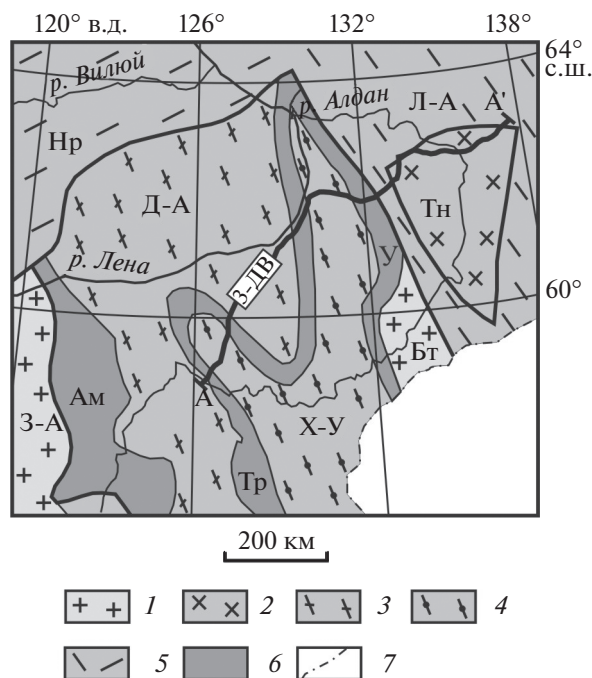 120° в.д. 126° 132° 138°
64°
с.ш.
р. Вилюй
р. Алдан
Л-А
А'
Нр
Д-А
Тн
р. Лена
З-ДВ
У
60°
Бт
Ам
А
З-А
Х-У
Тр
200 км
1 2 3 4
5 6 7